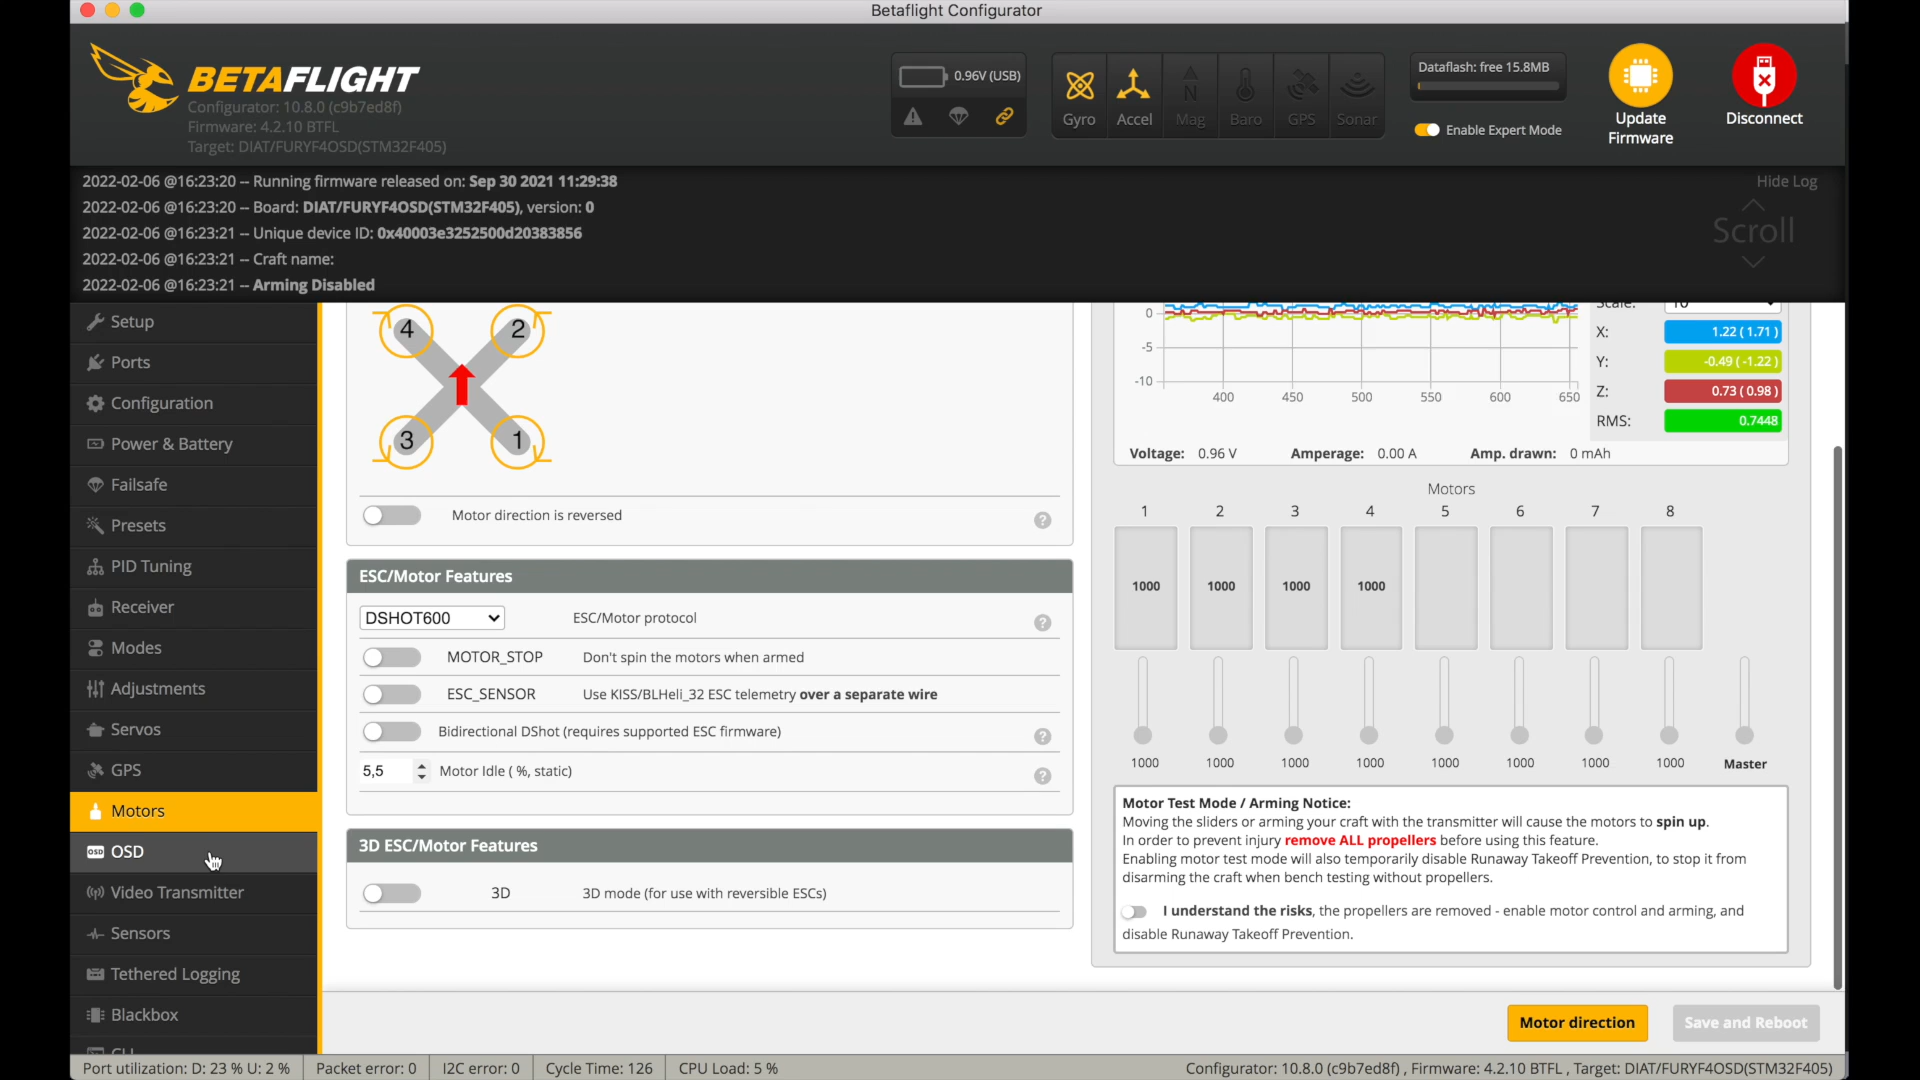 Betaflight Configurator
BETAFLIGHT
Configurator: 10.8.0 (c9b7ed8f)
Firmware: 4.2.10 BTFL
Target: DIAT/FURYF4OSD(STM32F405)
0.96V (USB)
Gyro
Accel
Mag
Baro
GPS
Sonar
Dataflash: free 15.8MB
Enable Expert Mode
Update
Firmware
Disconnect
2022-02-06 @16:23:20 -- Running firmware released on: Sep 30 2021 11:29:38
2022-02-06 @16:23:20 -- Board: DIAT/FURYF4OSD(STM32F405), version: 0
2022-02-06 @16:23:21 -- Unique device ID: 0x40003e3252500d20383856
2022-02-06 @16:23:21 -- Craft name:
2022-02-06 @16:23:21 -- Arming Disabled
Hide Log
Scroll
Setup
Ports
Configuration
Power & Battery
Failsafe
Presets
PID Tuning
Receiver
Modes
Adjustments
Servos
GPS
Motors
OSD
Video Transmitter
Sensors
Tethered Logging
Blackbox
4
2
3
1
Motor direction is reversed
ESC/Motor Features
DSHOT600
ESC/Motor protocol
MOTOR_STOP Don't spin the motors when armed
ESC_SENSOR Use KISS/BLHeli_32 ESC telemetry over a separate wire
Bidirectional DShot (requires supported ESC firmware)
5,5 Motor Idle ( %, static)
3D ESC/Motor Features
3D 3D mode (for use with reversible ESCs)
0
-5
-10
400 450 500 550 600 650
Scale: 10
X: 1.22 ( 1.71 )
Y: -0.49 ( -1.22 )
Z: 0.73 ( 0.98 )
RMS: 0.7448
Voltage: 0.96 V Amperage: 0.00 A Amp. drawn: 0 mAh
Motors
1 2 3 4 5 6 7 8
1000 1000 1000 1000
1000 1000 1000 1000 1000 1000 1000 1000 Master
Motor Test Mode / Arming Notice:
Moving the sliders or arming your craft with the transmitter will cause the motors to spin up.
In order to prevent injury remove ALL propellers before using this feature.
Enabling motor test mode will also temporarily disable Runaway Takeoff Prevention, to stop it from
disarming the craft when bench testing without propellers.
I understand the risks, the propellers are removed - enable motor control and arming, and
disable Runaway Takeoff Prevention.
Motor direction
Save and Reboot
Port utilization: D: 23 % U: 2 %
Packet error: 0
I2C error: 0
Cycle Time: 126
CPU Load: 5 %
Configurator: 10.8.0 (c9b7ed8f) , Firmware: 4.2.10 BTFL , Target: DIAT/FURYF4OSD(STM32F405)